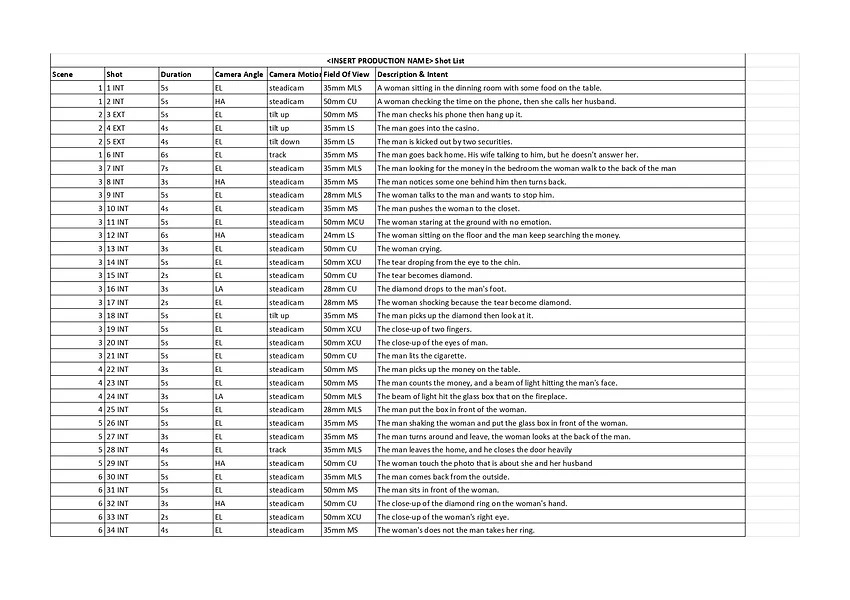 <INSERT PRODUCTION NAME> Shot List
Scene Shot Duration Camera Angle Camera Motion Field Of View Description & Intent
1 1 INT 5s EL steadicam 35mm MLS A woman sitting in the dinning room with some food on the table.
1 2 INT 5s HA steadicam 50mm CU A woman checking the time on the phone, then she calls her husband.
2 3 EXT 5s EL tilt up 50mm MS The man checks his phone then hang up it.
2 4 EXT 4s EL tilt up 35mm LS The man goes into the casino.
2 5 EXT 4s EL tilt down 35mm LS The man is kicked out by two securities.
1 6 INT 6s EL track 35mm MS The man goes back home. His wife talking to him, but he doesn't answer her.
3 7 INT 7s EL steadicam 35mm MLS The man looking for the money in the bedroom the woman walk to the back of the man
3 8 INT 3s HA steadicam 35mm MS The man notices some one behind him then turns back.
3 9 INT 5s EL steadicam 28mm MLS The woman talks to the man and wants to stop him.
3 10 INT 4s EL steadicam 35mm MS The man pushes the woman to the closet.
3 11 INT 5s EL steadicam 50mm MCU The woman staring at the ground with no emotion.
3 12 INT 6s HA steadicam 24mm LS The woman sitting on the floor and the man keep searching the money.
3 13 INT 3s EL steadicam 50mm CU The woman crying.
3 14 INT 5s EL steadicam 50mm XCU The tear droping from the eye to the chin.
3 15 INT 2s EL steadicam 50mm CU The tear becomes diamond.
3 16 INT 3s LA steadicam 28mm CU The diamond drops to the man's foot.
3 17 INT 2s EL steadicam 28mm MS The woman shocking because the tear become diamond.
3 18 INT 5s EL tilt up 35mm MS The man picks up the diamond then look at it.
3 19 INT 5s EL steadicam 50mm XCU The close-up of two fingers.
3 20 INT 5s EL steadicam 50mm XCU The close-up of the eyes of man.
3 21 INT 5s EL steadicam 50mm CU The man lits the cigarette.
4 22 INT 3s EL steadicam 50mm MS The man picks up the money on the table.
4 23 INT 5s EL steadicam 50mm MS The man counts the money, and a beam of light hitting the man's face.
4 24 INT 3s LA steadicam 50mm MLS The beam of light hit the glass box that on the fireplace.
4 25 INT 5s EL steadicam 28mm MLS The man put the box in front of the woman.
5 26 INT 5s EL steadicam 35mm MS The man shaking the woman and put the glass box in front of the woman.
5 27 INT 3s EL steadicam 35mm MS The man turns around and leave, the woman looks at the back of the man.
5 28 INT 4s EL track 35mm MLS The man leaves the home, and he closes the door heavily
5 29 INT 5s HA steadicam 50mm CU The woman touch the photo that is about she and her husband
6 30 INT 5s EL steadicam 35mm MLS The man comes back from the outside.
6 31 INT 5s EL steadicam 50mm MS The man sits in front of the woman.
6 32 INT 3s HA steadicam 50mm CU The close-up of the diamond ring on the woman's hand.
6 33 INT 2s EL steadicam 50mm XCU The close-up of the woman's right eye.
6 34 INT 4s EL steadicam 35mm MS The woman's does not the man takes her ring.